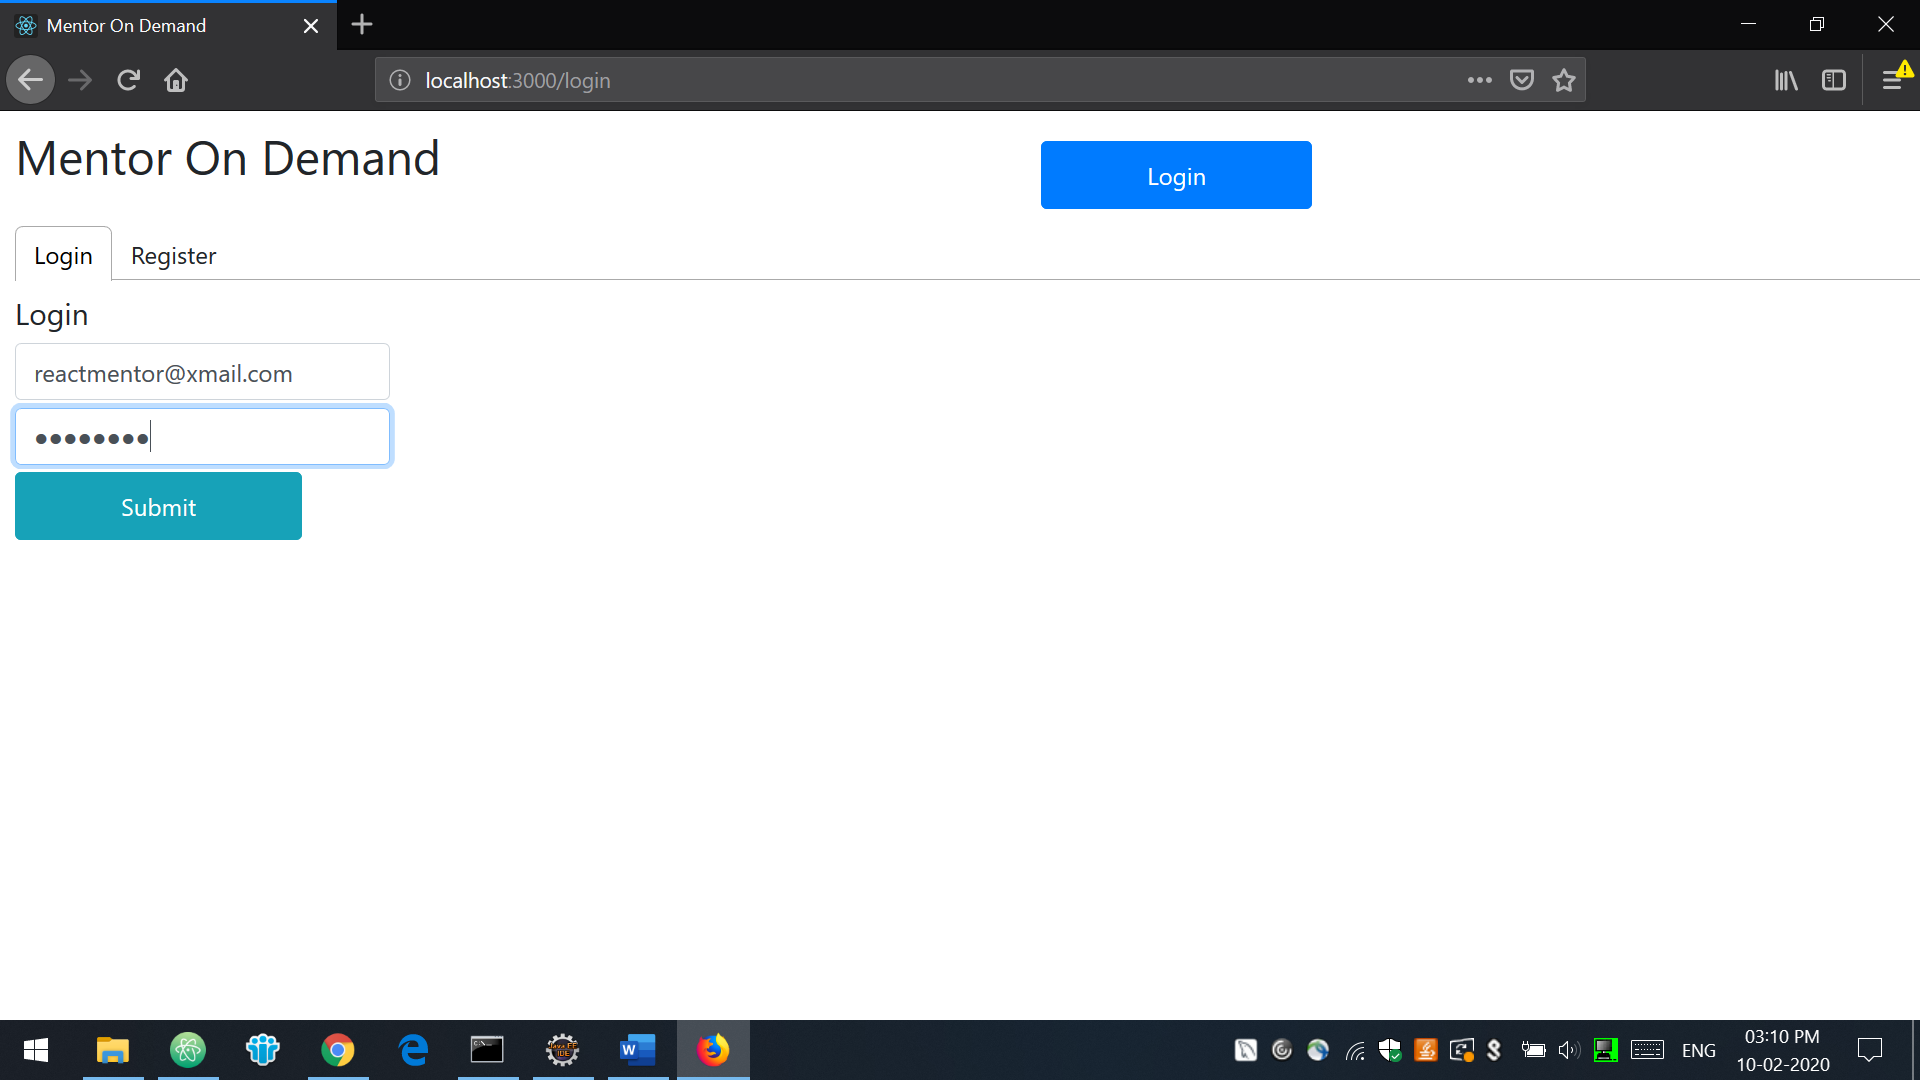 Mentor On Demand
localhost:3000/login
Mentor On Demand
Login
Login Register
Login
reactmentor@xmail.com
••••••••
Submit
ENG
03:10 PM
10-02-2020